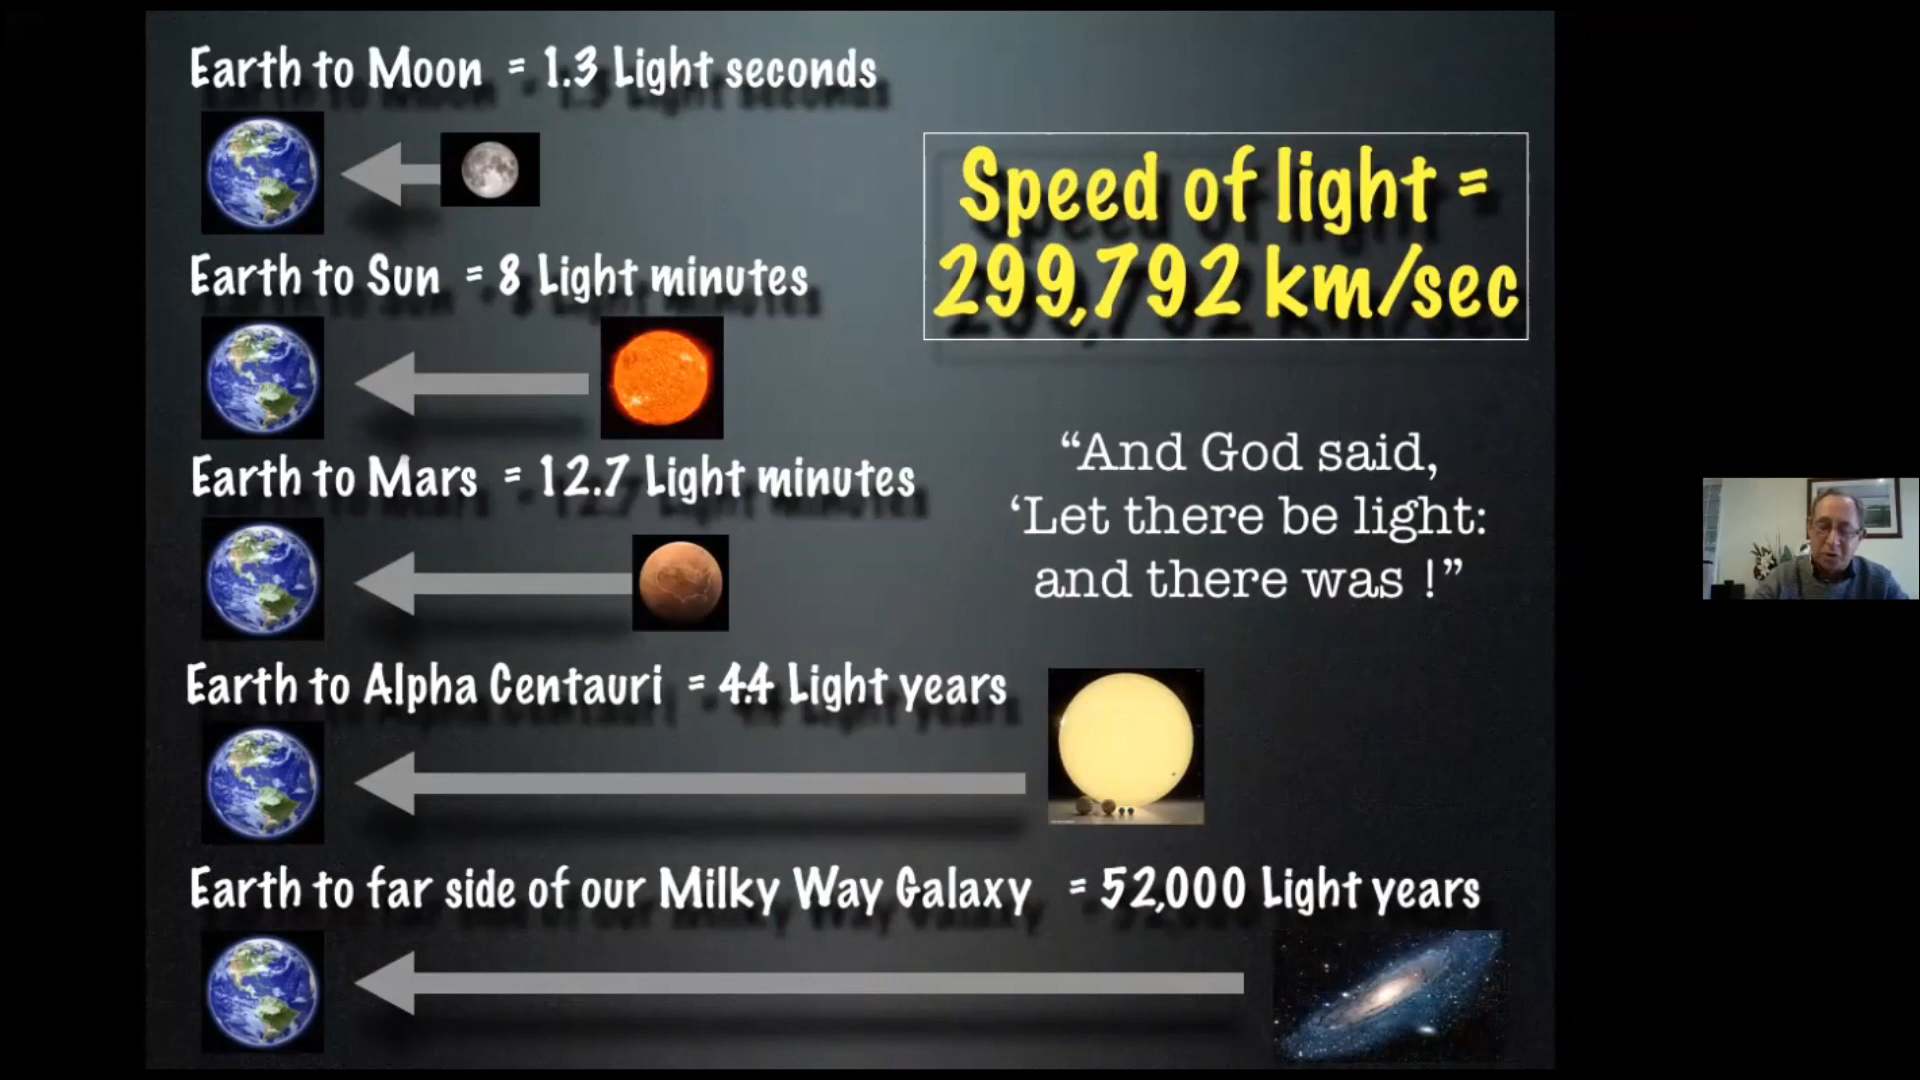 Earth to Moon = 1.3 Light seconds
Speed of light =
299,792 km/sec
Earth to Sun = 8 Light minutes
“And God said,
‘Let there be light:
and there was !”
Earth to Mars = 12.7 Light minutes
Earth to Alpha Centauri = 4.4 Light years
Earth to far side of our Milky Way Galaxy = 52,000 Light years